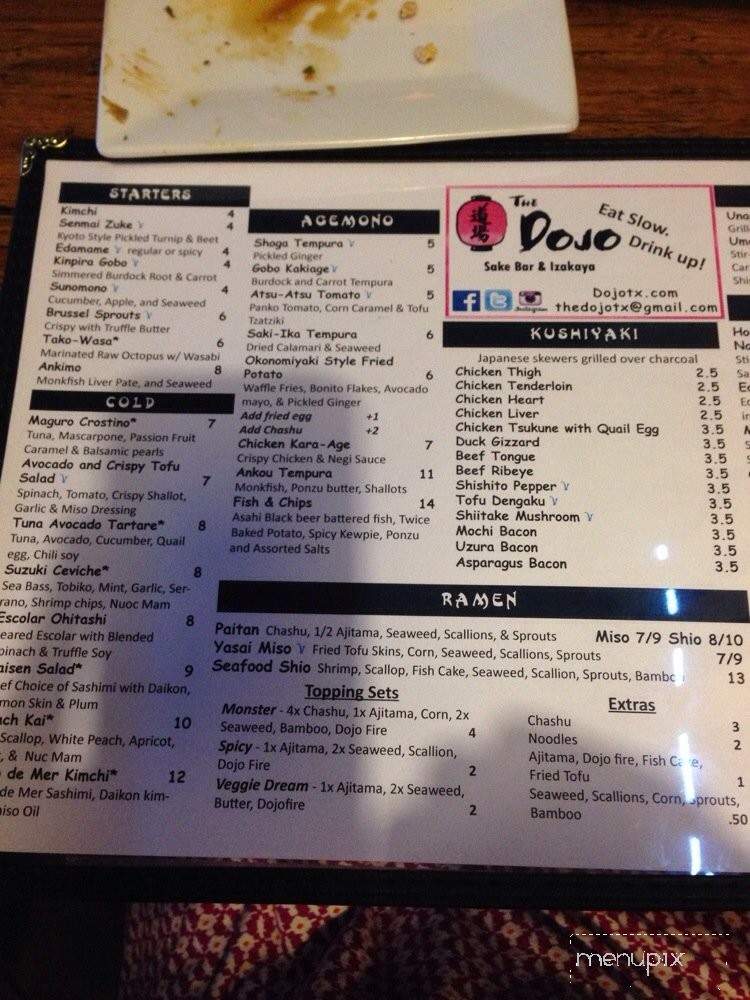 STARTERS
Kimchi 4
Senmai Zuke V 4
Kyoto Style Pickled Turnip & Beet
Edamame V regular or spicy 4
Kinpira Gobo V 4
Simmered Burdock Root & Carrot
Sunomono V 4
Cucumber, Apple, and Seaweed
Brussel Sprouts V 6
Crispy with Truffle Butter
Tako-Wasa* 6
Marinated Raw Octopus w/ Wasabi
Ankimo 8
Monkfish Liver Pate, and Seaweed
COLD
Maguro Crostino* 7
Tuna, Mascarpone, Passion Fruit
Caramel & Balsamic pearls
Avocado and Crispy Tofu
Salad V 7
Spinach, Tomato, Crispy Shallot,
Garlic & Miso Dressing
Tuna Avocado Tartare* 8
Tuna, Avocado, Cucumber, Quail
egg, Chili soy
Suzuki Ceviche* 8
Sea Bass, Tobiko, Mint, Garlic, Ser-
rano, Shrimp chips, Nuoc Mam
Escolar Ohitashi 8
eared Escolar with Blended
pinach & Truffle Soy
aisen Salad* 9
ef Choice of Sashimi with Daikon,
mon Skin & Plum
ach Kai* 10
Scallop, White Peach, Apricot,
, & Nuc Mam
de Mer Kimchi* 12
de Mer Sashimi, Daikon kim-
iso Oil
AGEMONO
Shoga Tempura V 5
Pickled Ginger
Gobo Kakiage V 5
Burdock and Carrot Tempura
Atsu-Atsu Tomato V 5
Panko Tomato, Corn Caramel & Tofu
Tzatziki
Saki-Ika Tempura 6
Dried Calamari & Seaweed
Okonomiyaki Style Fried
Potato 6
Waffle Fries, Bonito Flakes, Avocado
mayo, & Pickled Ginger
Add fried egg +1
Add Chashu +2
Chicken Kara-Age 7
Crispy Chicken & Negi Sauce
Ankou Tempura 11
Monkfish, Ponzu butter, Shallots
Fish & Chips 14
Asahi Black beer battered fish, Twice
Baked Potato, Spicy Kewpie, Ponzu
and Assorted Salts
道場
THE
DOJO
Eat Slow.
Drink up!
Sake Bar & Izakaya
Instagram
Dojotx.com
thedojotx@gmail.com
KUSHIYAKI
Japanese skewers grilled over charcoal
Chicken Thigh 2.5
Chicken Tenderloin 2.5
Chicken Heart 2.5
Chicken Liver 2.5
Chicken Tsukune with Quail Egg 3.5
Duck Gizzard 3.5
Beef Tongue 3.5
Beef Ribeye 3.5
Shishito Pepper V 3.5
Tofu Dengaku V 3.5
Shiitake Mushroom V 3.5
Mochi Bacon 3.5
Uzura Bacon 3.5
Asparagus Bacon 3.5
RAMEN
Paitan Chashu, 1/2 Ajitama, Seaweed, Scallions, & Sprouts Miso 7/9 Shio 8/10
Yasai Miso V Fried Tofu Skins, Corn, Seaweed, Scallions, Sprouts 7/9
Seafood Shio Shrimp, Scallop, Fish Cake, Seaweed, Scallion, Sprouts, Bamboo 13
Topping Sets
Monster - 4x Chashu, 1x Ajitama, Corn, 2x
Seaweed, Bamboo, Dojo Fire 4
Spicy - 1x Ajitama, 2x Seaweed, Scallion,
Dojo Fire 2
Veggie Dream - 1x Ajitama, 2x Seaweed,
Butter, Dojofire 2
Extras
Chashu 3
Noodles 2
Ajitama, Dojo fire, Fish Cake,
Fried Tofu 1
Seaweed, Scallions, Corn, Sprouts,
Bamboo .50
Una
Grill
Stir-
Car
Shi
Ho
Na
menupix